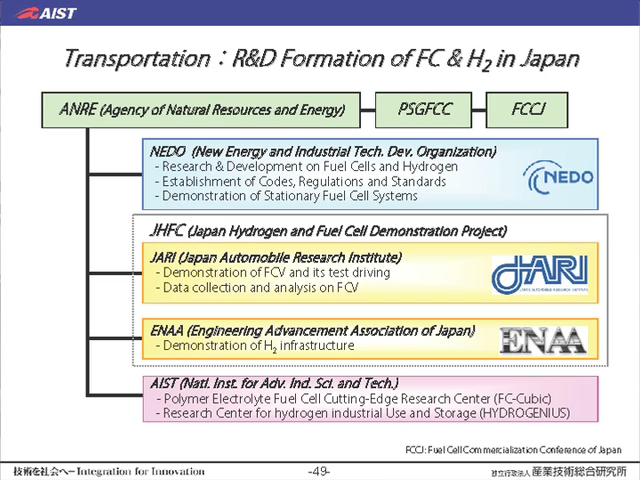 AIST
Transportation：R&D Formation of FC & H2 in Japan
ANRE (Agency of Natural Resources and Energy)
PSGFCC
FCCJ
NEDO (New Energy and Industrial Tech. Dev. Organization)
- Research & Development on Fuel Cells and Hydrogen
- Establishment of Codes, Regulations and Standards
- Demonstration of Stationary Fuel Cell Systems
NEDO
JHFC (Japan Hydrogen and Fuel Cell Demonstration Project)
JARI (Japan Automobile Research Institute)
- Demonstration of FCV and its test driving
- Data collection and analysis on FCV
JARI
JAPAN AUTOMOBILE RESEARCH INSTITUTE
ENAA (Engineering Advancement Association of Japan)
- Demonstration of H2 infrastructure
ENAA
AIST (Natl. Inst. for Adv. Ind. Sci. and Tech.)
- Polymer Electrolyte Fuel Cell Cutting-Edge Research Center (FC-Cubic)
- Research Center for hydrogen industrial Use and Storage (HYDROGENIUS)
FCCJ: Fuel Cell Commercialization Conference of Japan
技術を社会へ－Integration for Innovation
-49-
独立行政法人 産業技術総合研究所